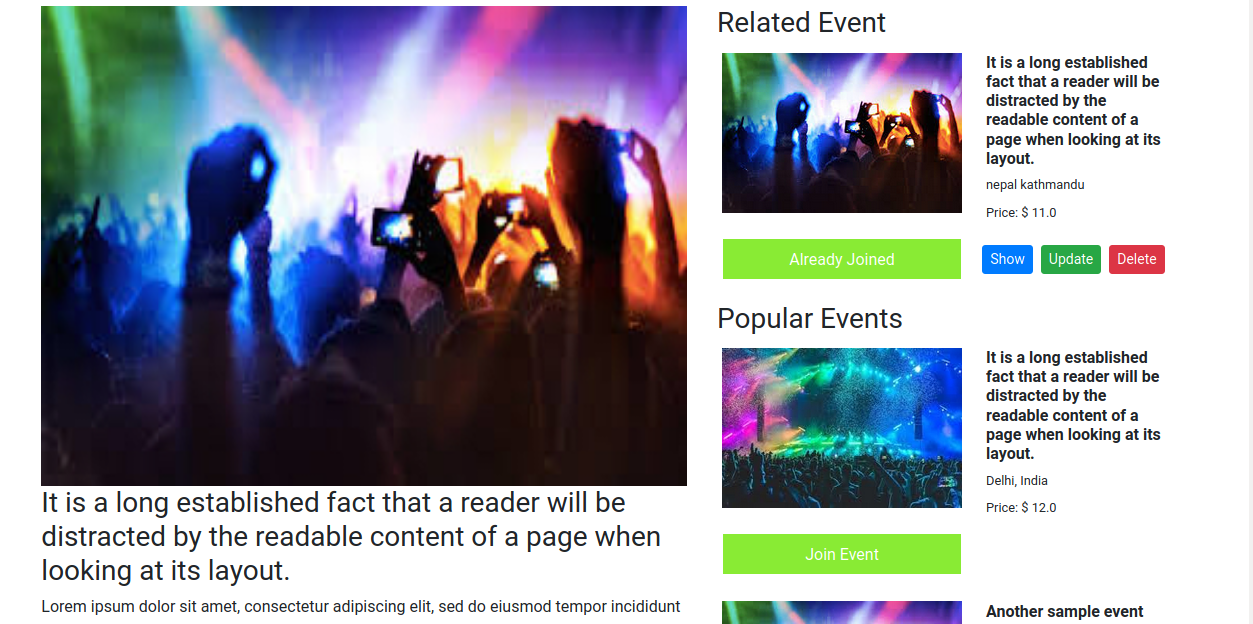 It is a long established fact that a reader will be
distracted by the readable content of a page when
looking at its layout.
Lorem ipsum dolor sit amet, consectetur adipiscing elit, sed do eiusmod tempor incididunt
Related Event
It is a long established
fact that a reader will be
distracted by the
readable content of a
page when looking at its
layout.
nepal kathmandu
Price: $ 11.0
Already Joined
Show
Update
Delete
Popular Events
It is a long established
fact that a reader will be
distracted by the
readable content of a
page when looking at its
layout.
Delhi, India
Price: $ 12.0
Join Event
Another sample event